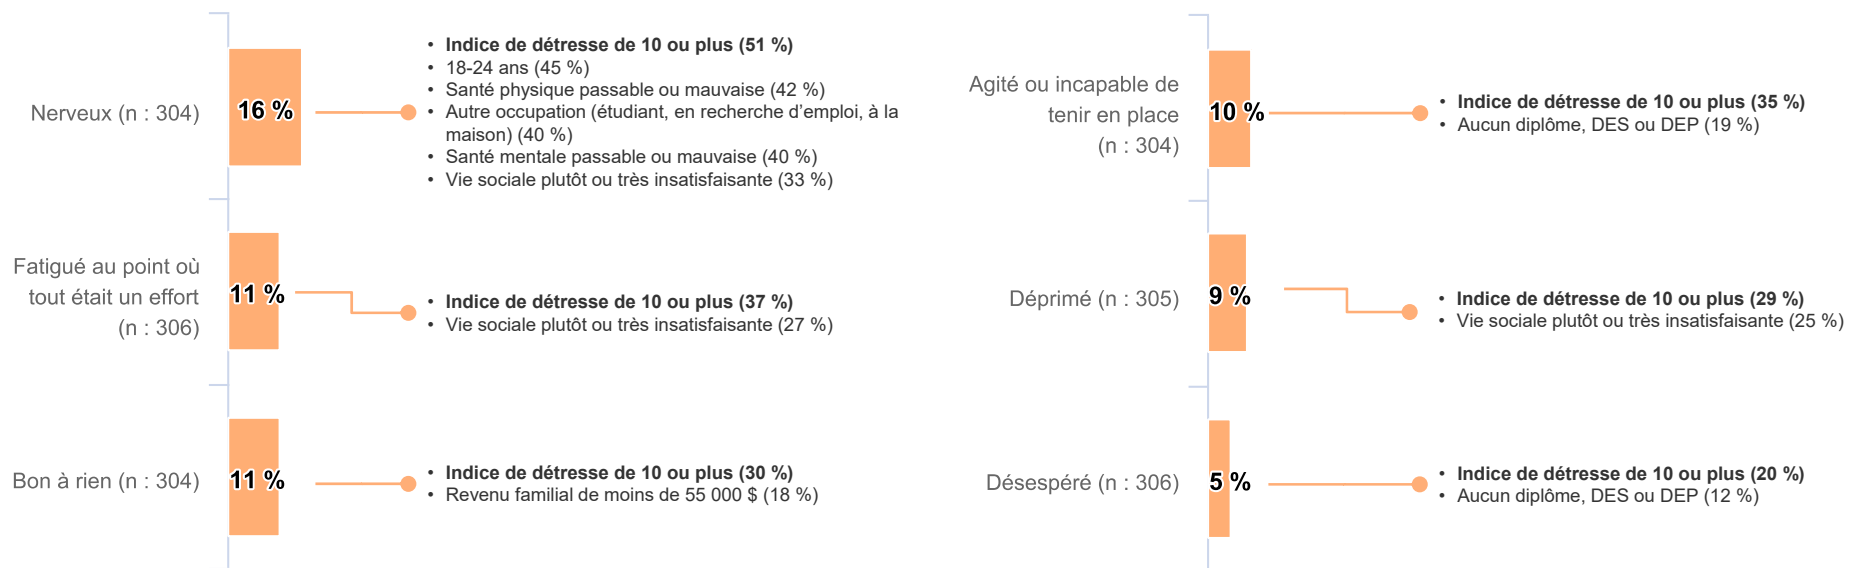 Nerveux (n : 304)
16 %
• Indice de détresse de 10 ou plus (51 %)
• 18-24 ans (45 %)
• Santé physique passable ou mauvaise (42 %)
• Autre occupation (étudiant, en recherche d’emploi, à la
maison) (40 %)
• Santé mentale passable ou mauvaise (40 %)
• Vie sociale plutôt ou très insatisfaisante (33 %)
Fatigué au point où
tout était un effort
(n : 306)
11 %
• Indice de détresse de 10 ou plus (37 %)
• Vie sociale plutôt ou très insatisfaisante (27 %)
Bon à rien (n : 304)
11 %
• Indice de détresse de 10 ou plus (30 %)
• Revenu familial de moins de 55 000 $ (18 %)
Agité ou incapable de
tenir en place
(n : 304)
10 %
• Indice de détresse de 10 ou plus (35 %)
• Aucun diplôme, DES ou DEP (19 %)
Déprimé (n : 305)
9 %
• Indice de détresse de 10 ou plus (29 %)
• Vie sociale plutôt ou très insatisfaisante (25 %)
Désespéré (n : 306)
5 %
• Indice de détresse de 10 ou plus (20 %)
• Aucun diplôme, DES ou DEP (12 %)